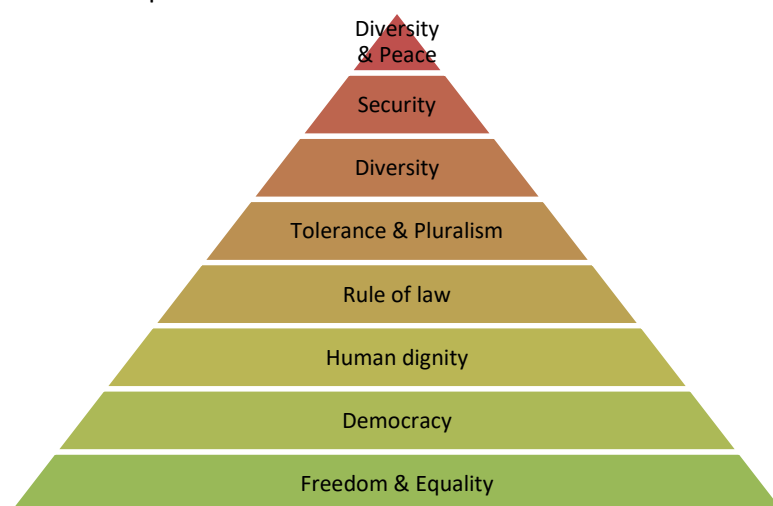 Diversity
& Peace
Security
Diversity
Tolerance & Pluralism
Rule of law
Human dignity
Democracy
Freedom & Equality